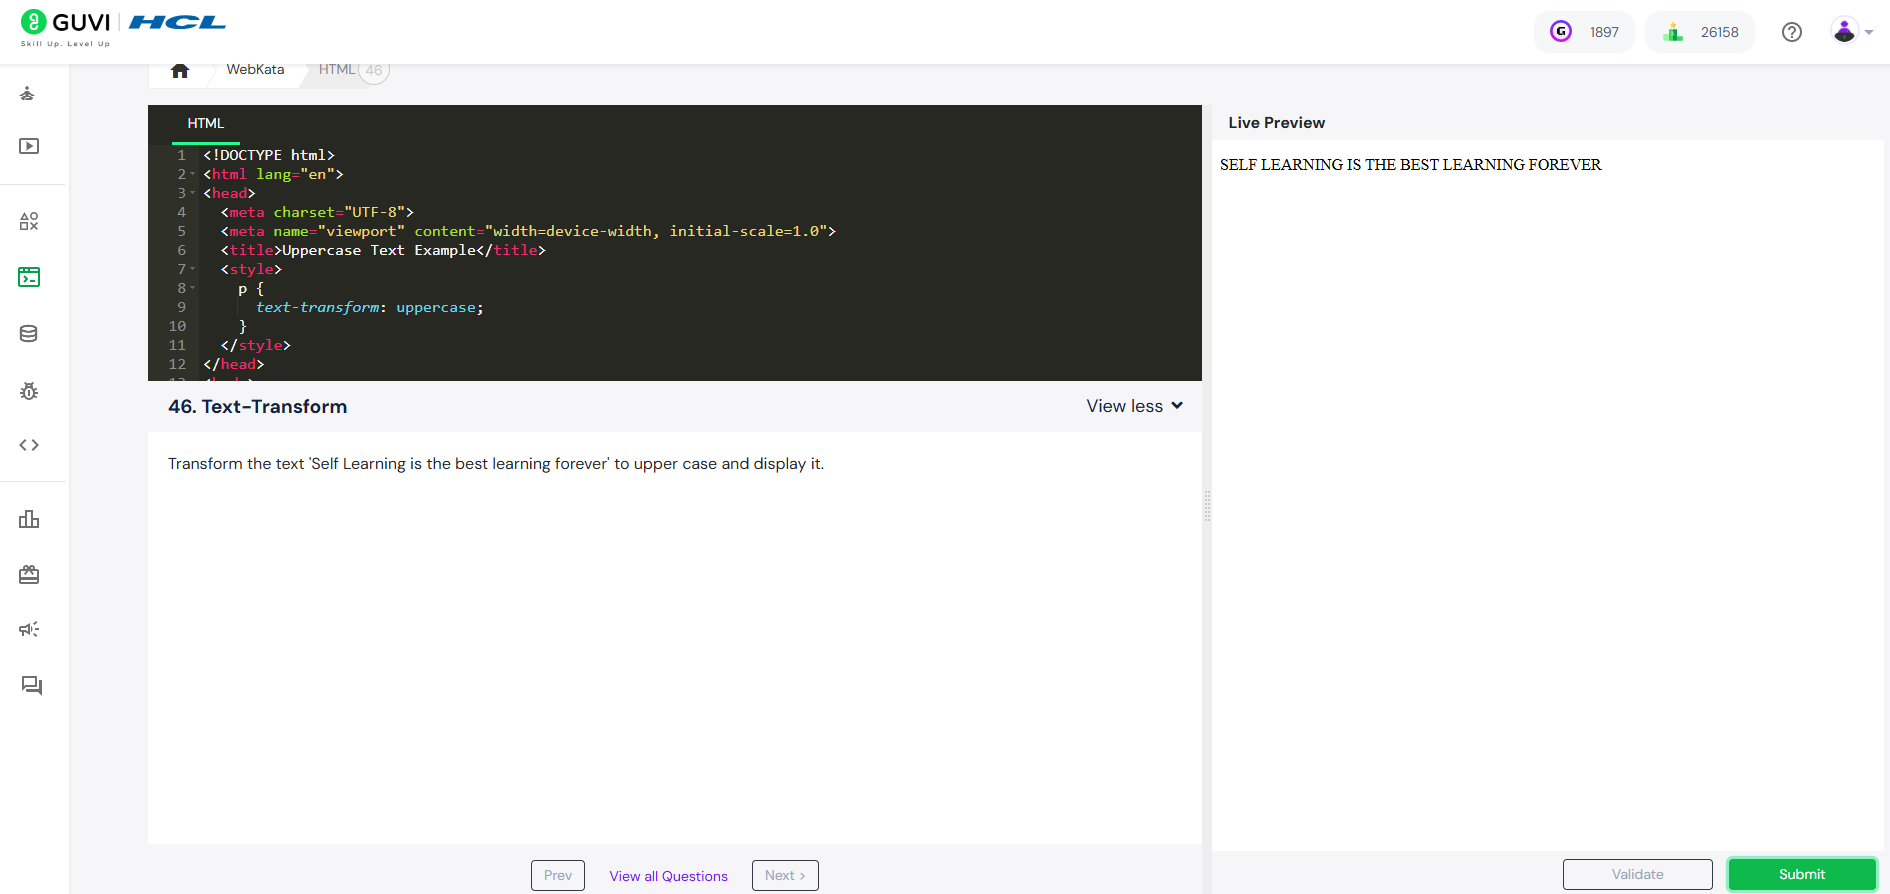 GUVI HCL
Skill Up. Level Up
1897
26158
WebKata
HTML 46
HTML
1 <!DOCTYPE html>
2 <html lang="en">
3 <head>
4 <meta charset="UTF-8">
5 <meta name="viewport" content="width=device-width, initial-scale=1.0">
6 <title>Uppercase Text Example</title>
7 <style>
8 p {
9 text-transform: uppercase;
10 }
11 </style>
12 </head>
46. Text-Transform
View less
Transform the text 'Self Learning is the best learning forever' to upper case and display it.
Prev
View all Questions
Next >
Live Preview
SELF LEARNING IS THE BEST LEARNING FOREVER
Validate
Submit